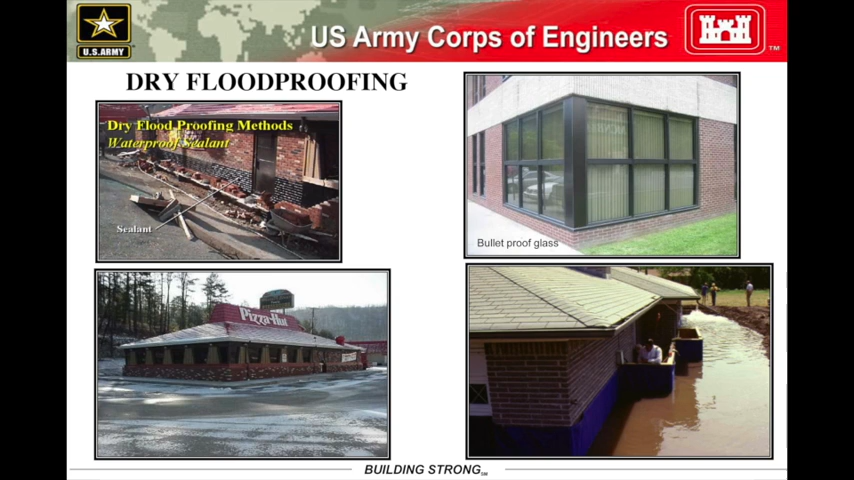 U.S.ARMY
US Army Corps of Engineers
TM
DRY FLOODPROOFING
Dry Flood Proofing Methods
Waterproof Sealant
Sealant
Bullet proof glass
Pizza Hut
BUILDING STRONG SM